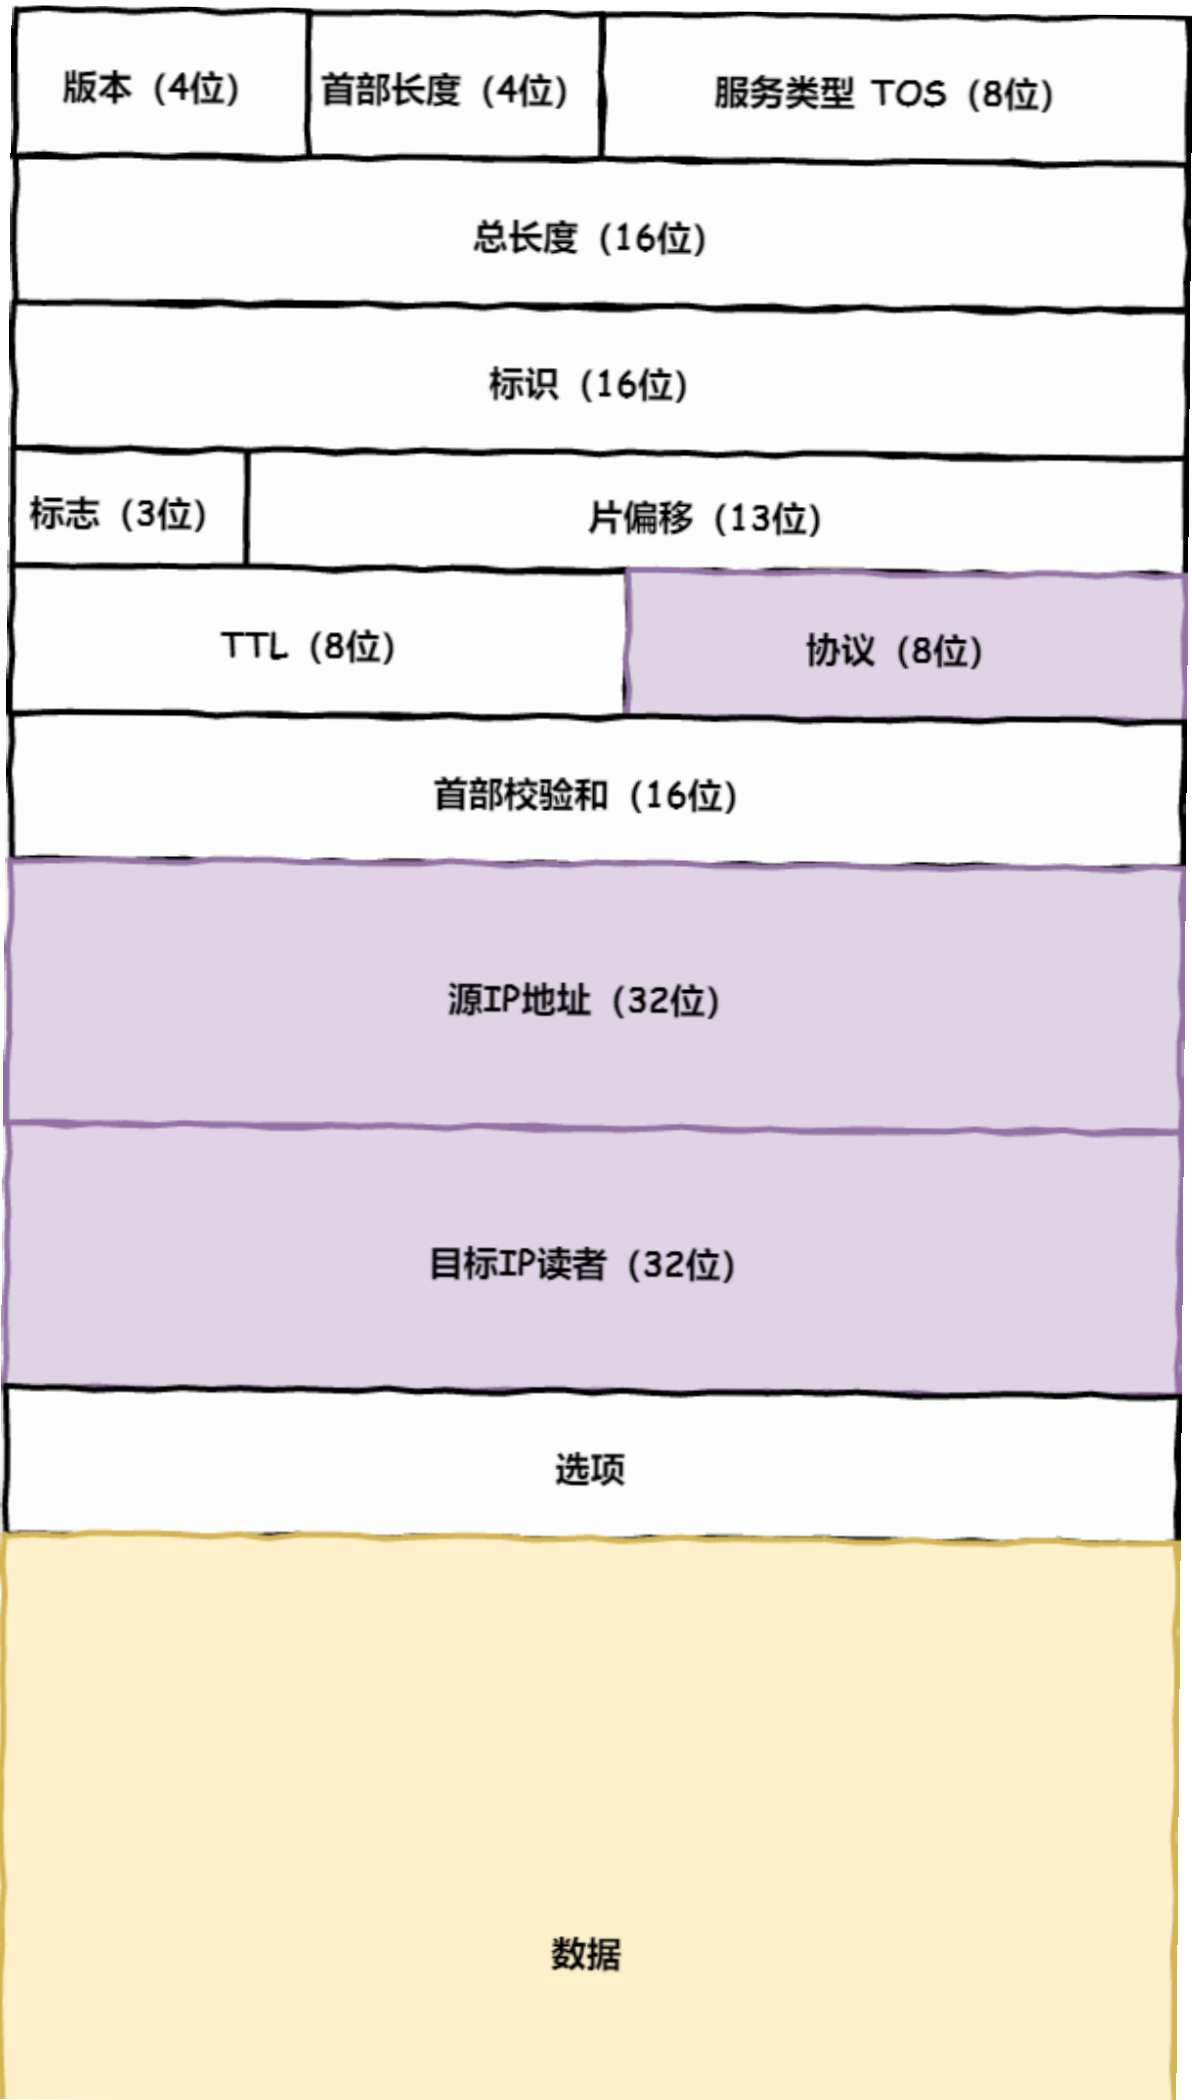 版本（4位）
首部长度（4位）
服务类型 TOS（8位）
总长度（16位）
标识（16位）
标志（3位）
片偏移（13位）
TTL（8位）
协议（8位）
首部校验和（16位）
源IP地址（32位）
目标IP读者（32位）
选项
数据